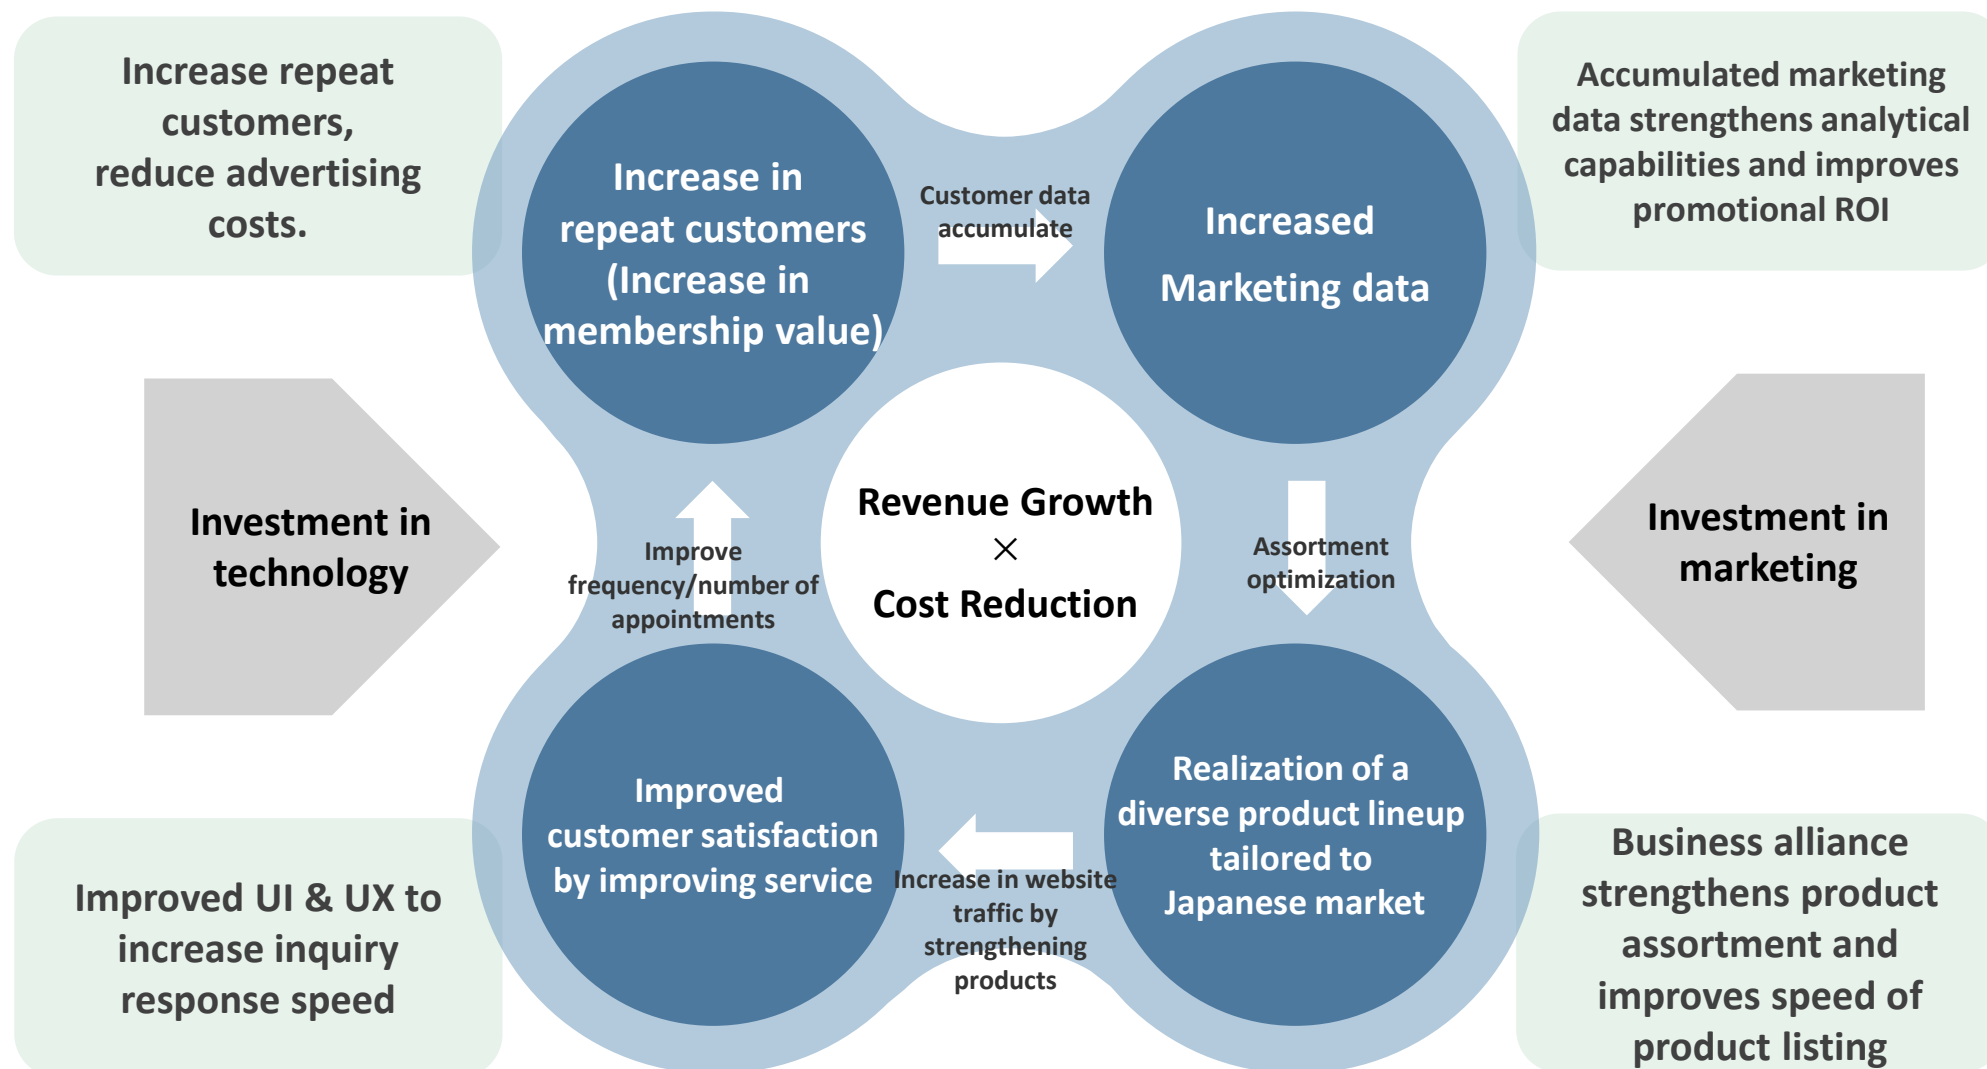 Increase repeat
customers,
reduce advertising
costs.
Increase in
repeat customers
(Increase in
membership value)
Customer data
accumulate
Increased
Marketing data
Accumulated marketing
data strengthens analytical
capabilities and improves
promotional ROI
Investment in
technology
Improve
frequency/number of
appointments
Revenue Growth
×
Cost Reduction
Assortment
optimization
Investment in
marketing
Improved UI & UX to
increase inquiry
response speed
Improved
customer satisfaction
by improving service
Increase in website
traffic by
strengthening
products
Realization of a
diverse product lineup
tailored to
Japanese market
Business alliance
strengthens product
assortment and
improves speed of
product listing